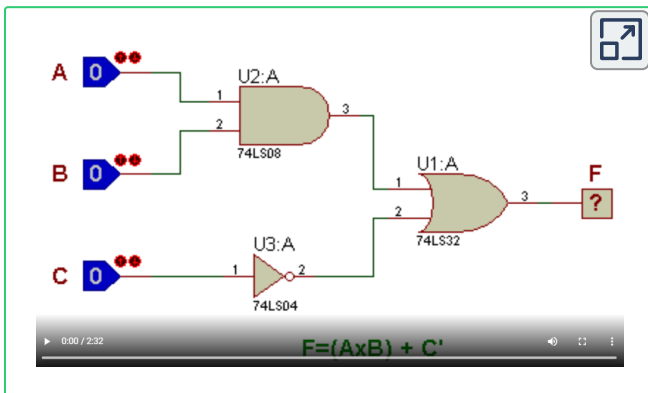 A 0
U2:A
1
2
3
74LS08
B 0
U1:A
1
2
3
74LS32
F
?
C 0
U3:A
1
2
74LS04
0:00 / 2:32
F=(AxB) + C'